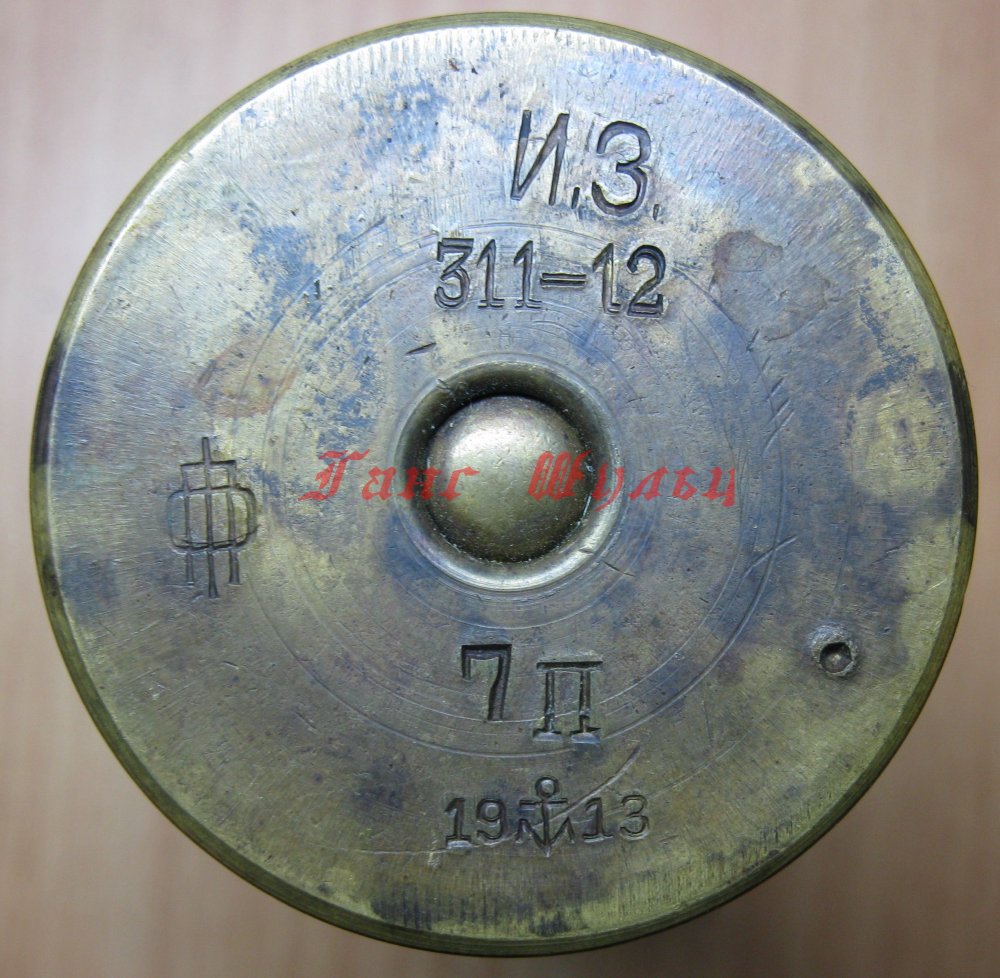 И.З.
311-12
Ганс Шульц
7 П
19 13